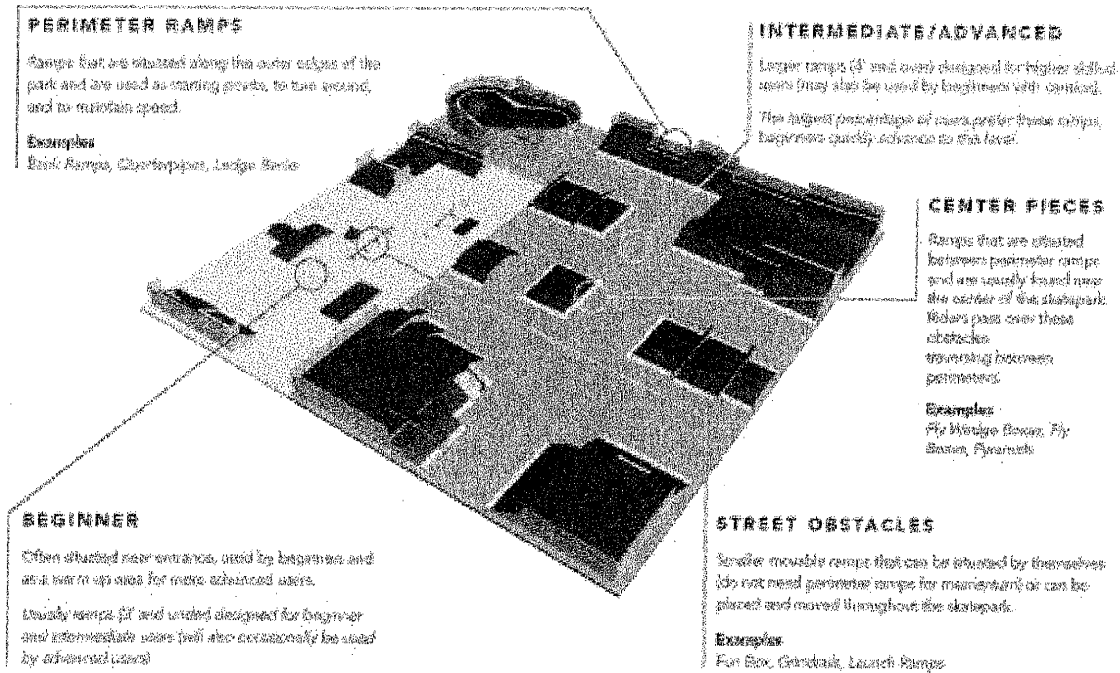 PERIMETER RAMPS
Ramps that are situated along the outer edges of the
park and are used as starting points, to turn around,
and to maintain speed.
Examples
Bank Ramps, Quarterpipes, Ledge Banks
INTERMEDIATE/ADVANCED
Larger ramps (4' and over) designed for higher skilled
users (may also be used by beginners with caution).
The largest percentage of users prefer these ramps,
beginners quickly advance to this level.
CENTER PIECES
Ramps that are situated
between perimeter ramps
and are usually found near
the center of the skatepark.
Riders pass over these
obstacles
traversing between
perimeters.
Examples
Fly Wedge Boxes, Fly
Boxes, Pyramids
BEGINNER
Often situated near entrance, used by beginners and
as a warm up area for more advanced users.
Usually ramps (3' and under) designed for beginner
and intermediate users (will also occasionally be used
by advanced users)
STREET OBSTACLES
Smaller movable ramps that can be situated by themselves
(do not need perimeter ramps for momentum) or can be
placed and moved throughout the skatepark.
Examples
Fun Box, Grindrail, Launch Ramps